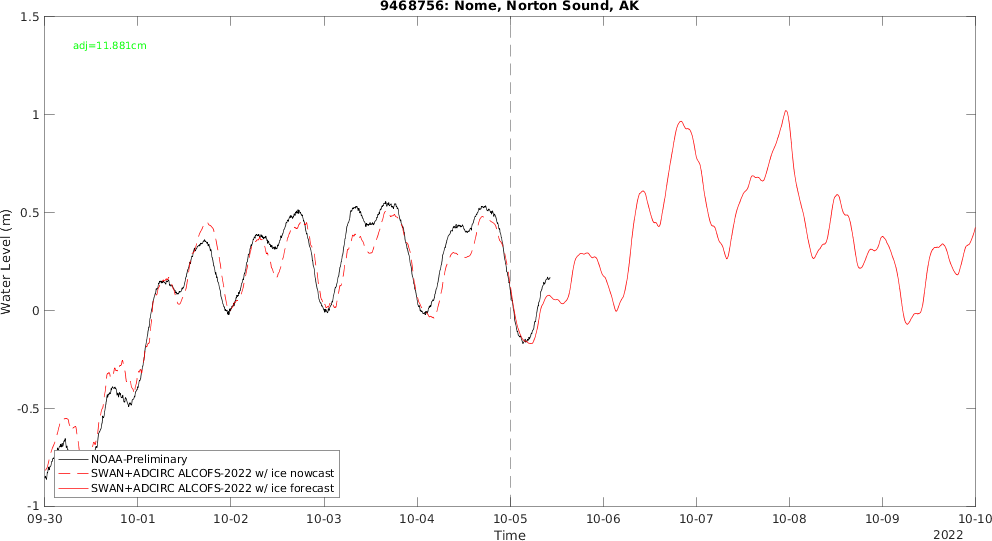 9468756: Nome, Norton Sound, AK
adj=11.881cm
Water Level (m)
1.5
1
0.5
0
-0.5
-1
NOAA-Preliminary
SWAN+ADCIRC ALCOFS-2022 w/ ice nowcast
SWAN+ADCIRC ALCOFS-2022 w/ ice forecast
09-30 10-01 10-02 10-03 10-04 10-05 10-06 10-07 10-08 10-09 10-10
Time
2022